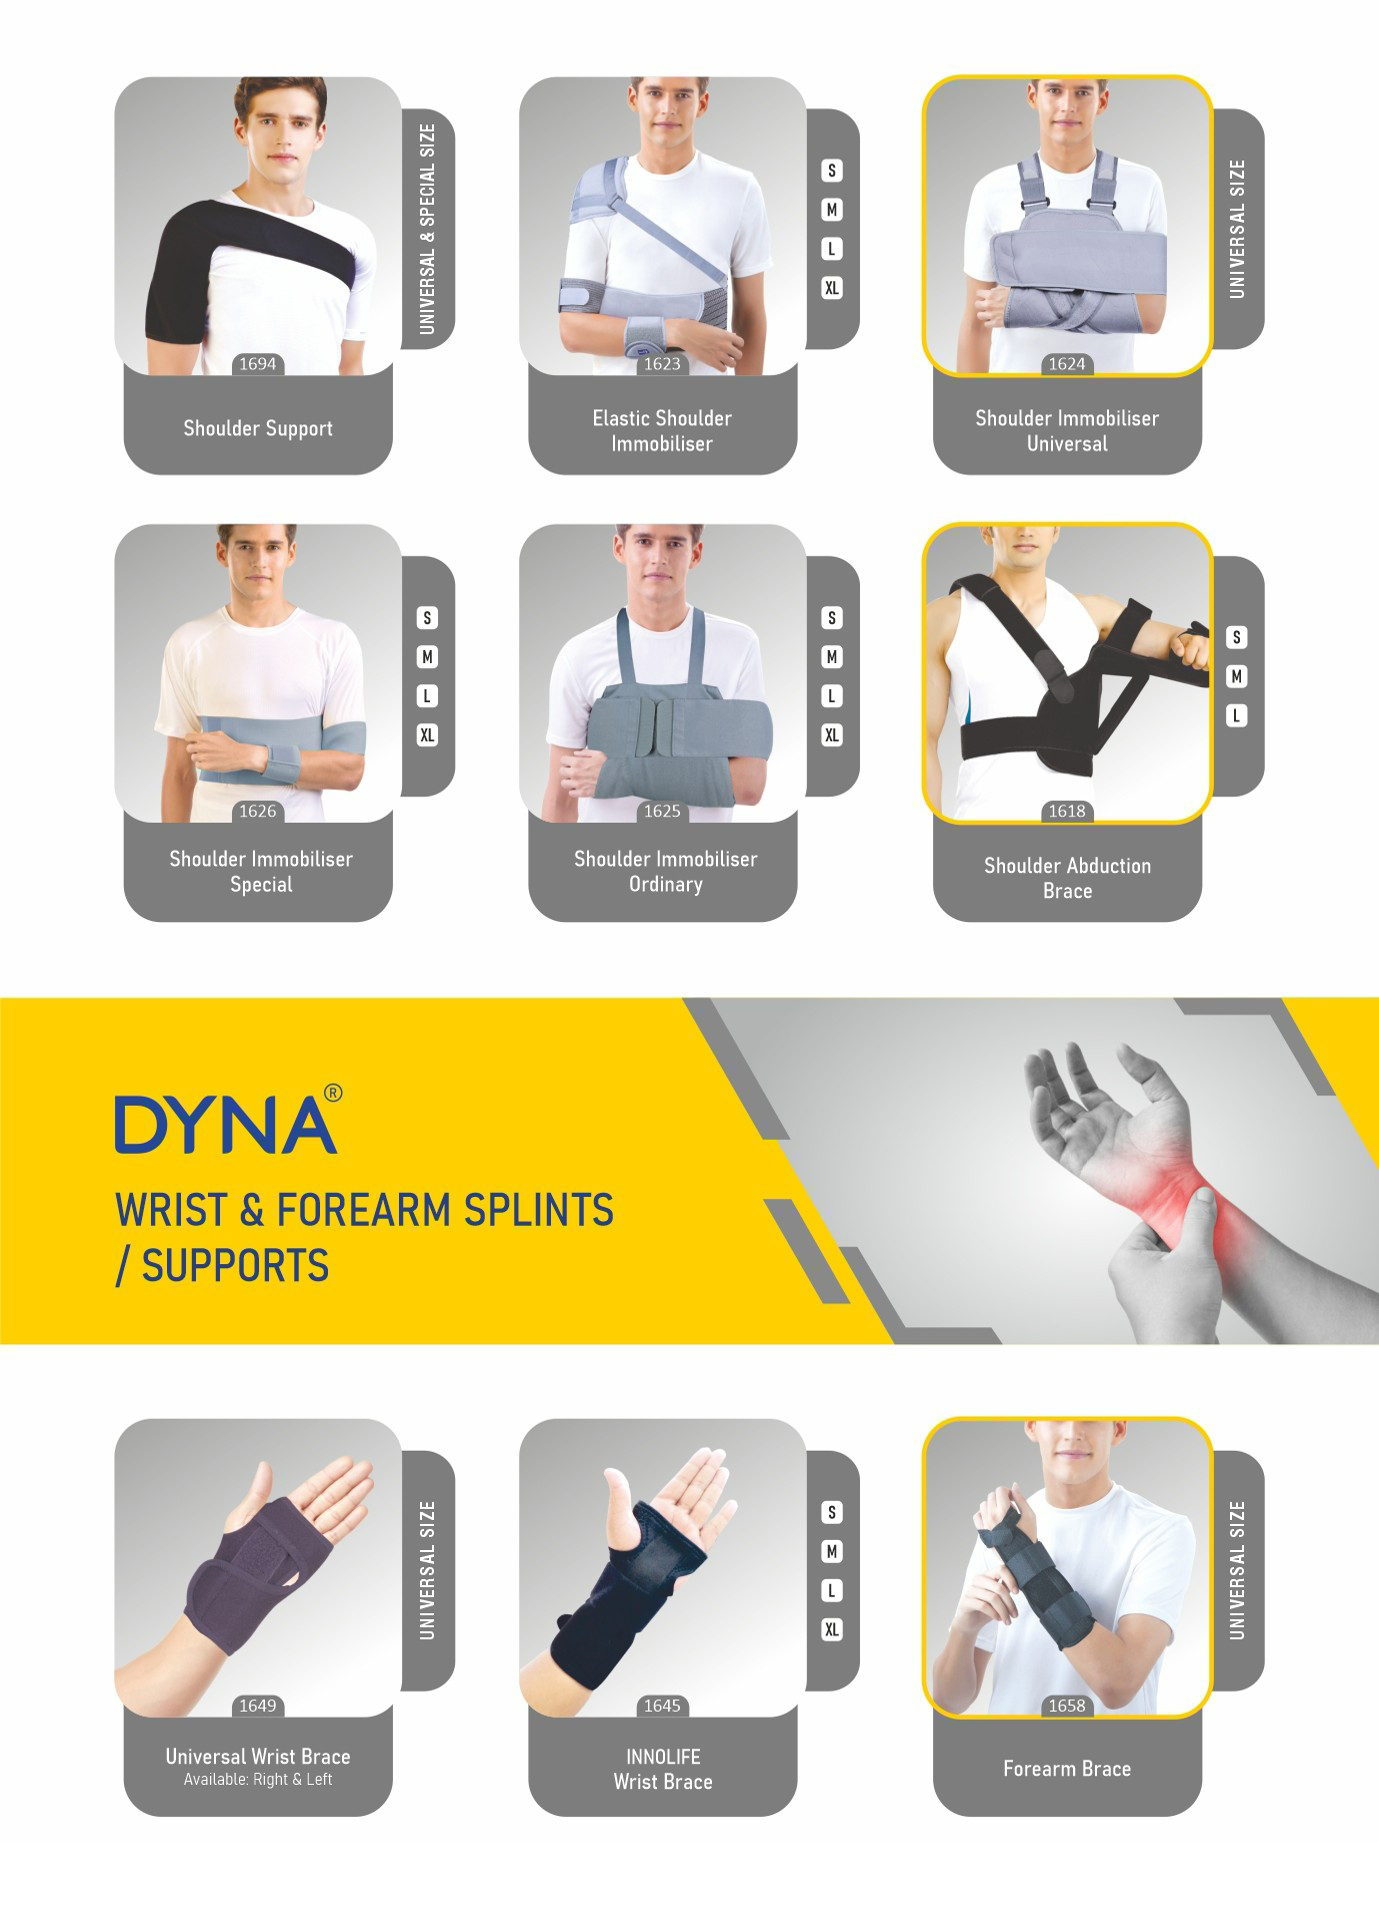 UNIVERSAL & SPECIAL SIZE
1694
Shoulder Support
S
M
L
XL
1623
Elastic Shoulder
Immobiliser
UNIVERSAL SIZE
1624
Shoulder Immobiliser
Universal
S
M
L
XL
1626
Shoulder Immobiliser
Special
S
M
L
XL
1625
Shoulder Immobiliser
Ordinary
S
M
L
1618
Shoulder Abduction
Brace
DYNA®
WRIST & FOREARM SPLINTS
/ SUPPORTS
UNIVERSAL SIZE
1649
Universal Wrist Brace
Available: Right & Left
S
M
L
XL
1645
INNOLIFE
Wrist Brace
UNIVERSAL SIZE
1658
Forearm Brace